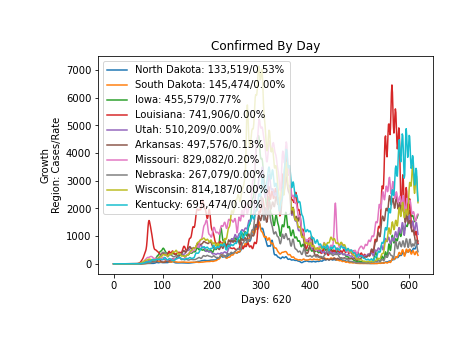 Confirmed By Day
Growth
Region: Cases/Rate
7000
6000
5000
4000
3000
2000
1000
0
North Dakota: 133,519/0.53%
South Dakota: 145,474/0.00%
Iowa: 455,579/0.77%
Louisiana: 741,906/0.00%
Utah: 510,209/0.00%
Arkansas: 497,576/0.13%
Missouri: 829,082/0.20%
Nebraska: 267,079/0.00%
Wisconsin: 814,187/0.00%
Kentucky: 695,474/0.00%
0 100 200 300 400 500 600
Days: 620